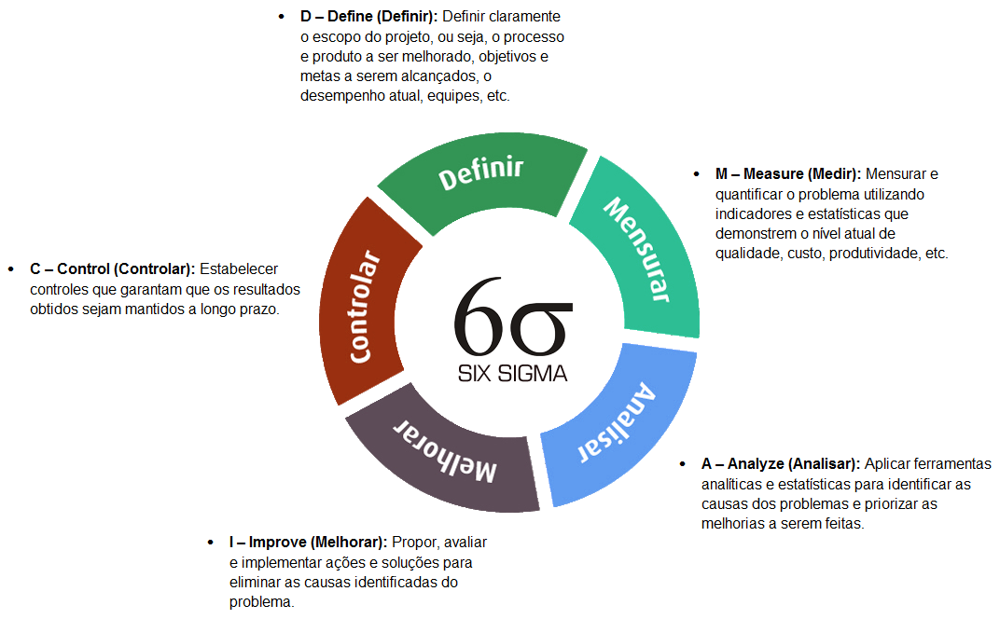 • D – Define (Definir): Definir claramente
o escopo do projeto, ou seja, o processo
e produto a ser melhorado, objetivos e
metas a serem alcançados, o
desempenho atual, equipes, etc.
Definir
Mensurar
• M – Measure (Medir): Mensurar e
quantificar o problema utilizando
indicadores e estatísticas que
demonstrem o nível atual de
qualidade, custo, produtividade, etc.
• C – Control (Controlar): Estabelecer
controles que garantam que os resultados
obtidos sejam mantidos a longo prazo.
Controlar
6σ
SIX SIGMA
Analisar
Melhorar
• A – Analyze (Analisar): Aplicar ferramentas
analíticas e estatísticas para identificar as
causas dos problemas e priorizar as
melhorias a serem feitas.
• I – Improve (Melhorar): Propor, avaliar
e implementar ações e soluções para
eliminar as causas identificadas do
problema.